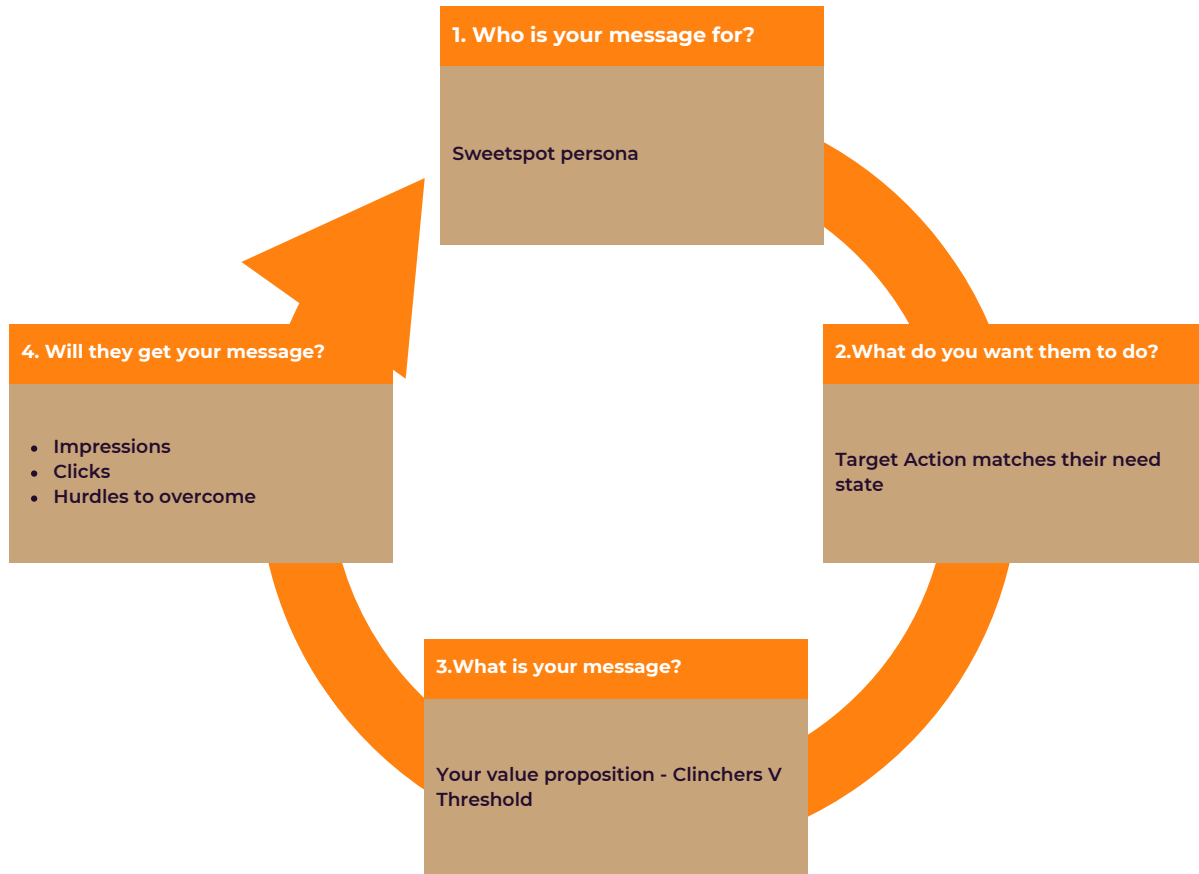 1. Who is your message for?
Sweetspot persona
2.What do you want them to do?
Target Action matches their need
state
3.What is your message?
Your value proposition - Clinchers V
Threshold
4. Will they get your message?
• Impressions
• Clicks
• Hurdles to overcome